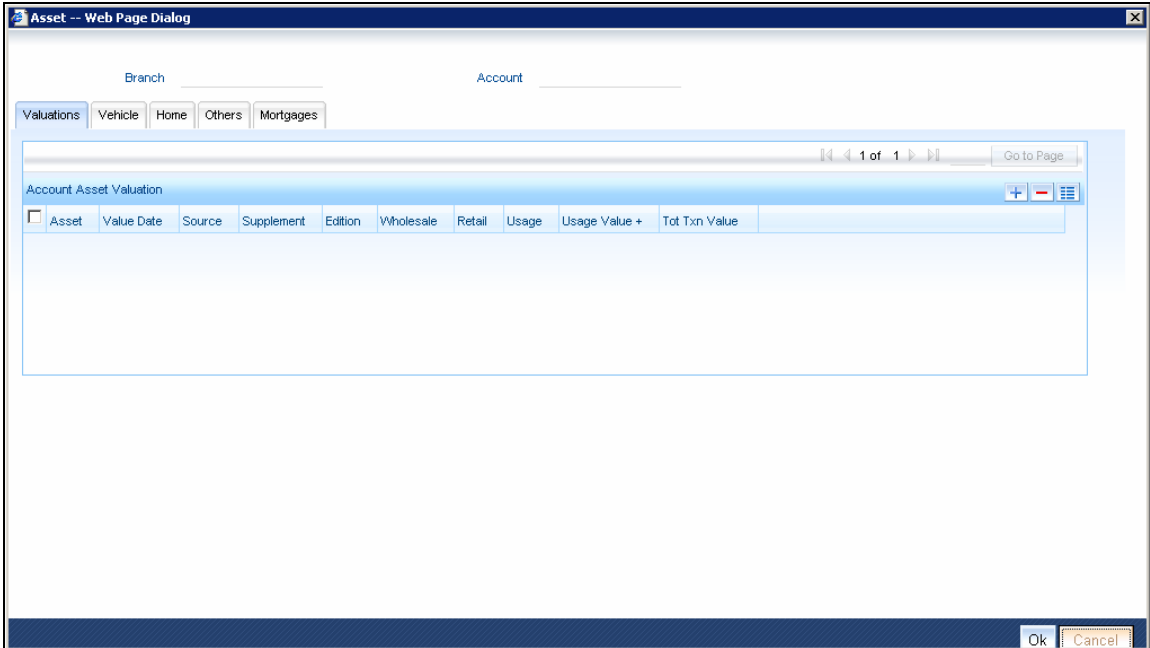 Asset -- Web Page Dialog
Branch Account
Valuations Vehicle Home Others Mortgages
1 of 1 Go to Page
Account Asset Valuation
Asset Value Date Source Supplement Edition Wholesale Retail Usage Usage Value + Tot Txn Value
Ok Cancel